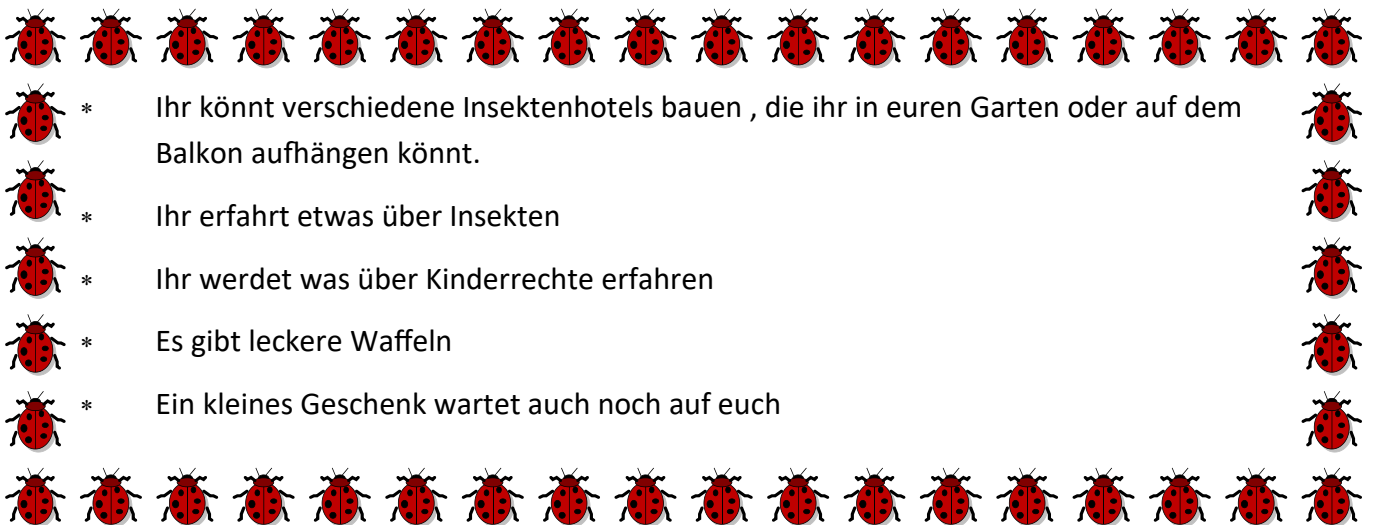 * Ihr könnt verschiedene Insektenhotels bauen , die ihr in euren Garten oder auf dem
Balkon aufhängen könnt.
* Ihr erfahrt etwas über Insekten
* Ihr werdet was über Kinderrechte erfahren
* Es gibt leckere Waffeln
* Ein kleines Geschenk wartet auch noch auf euch